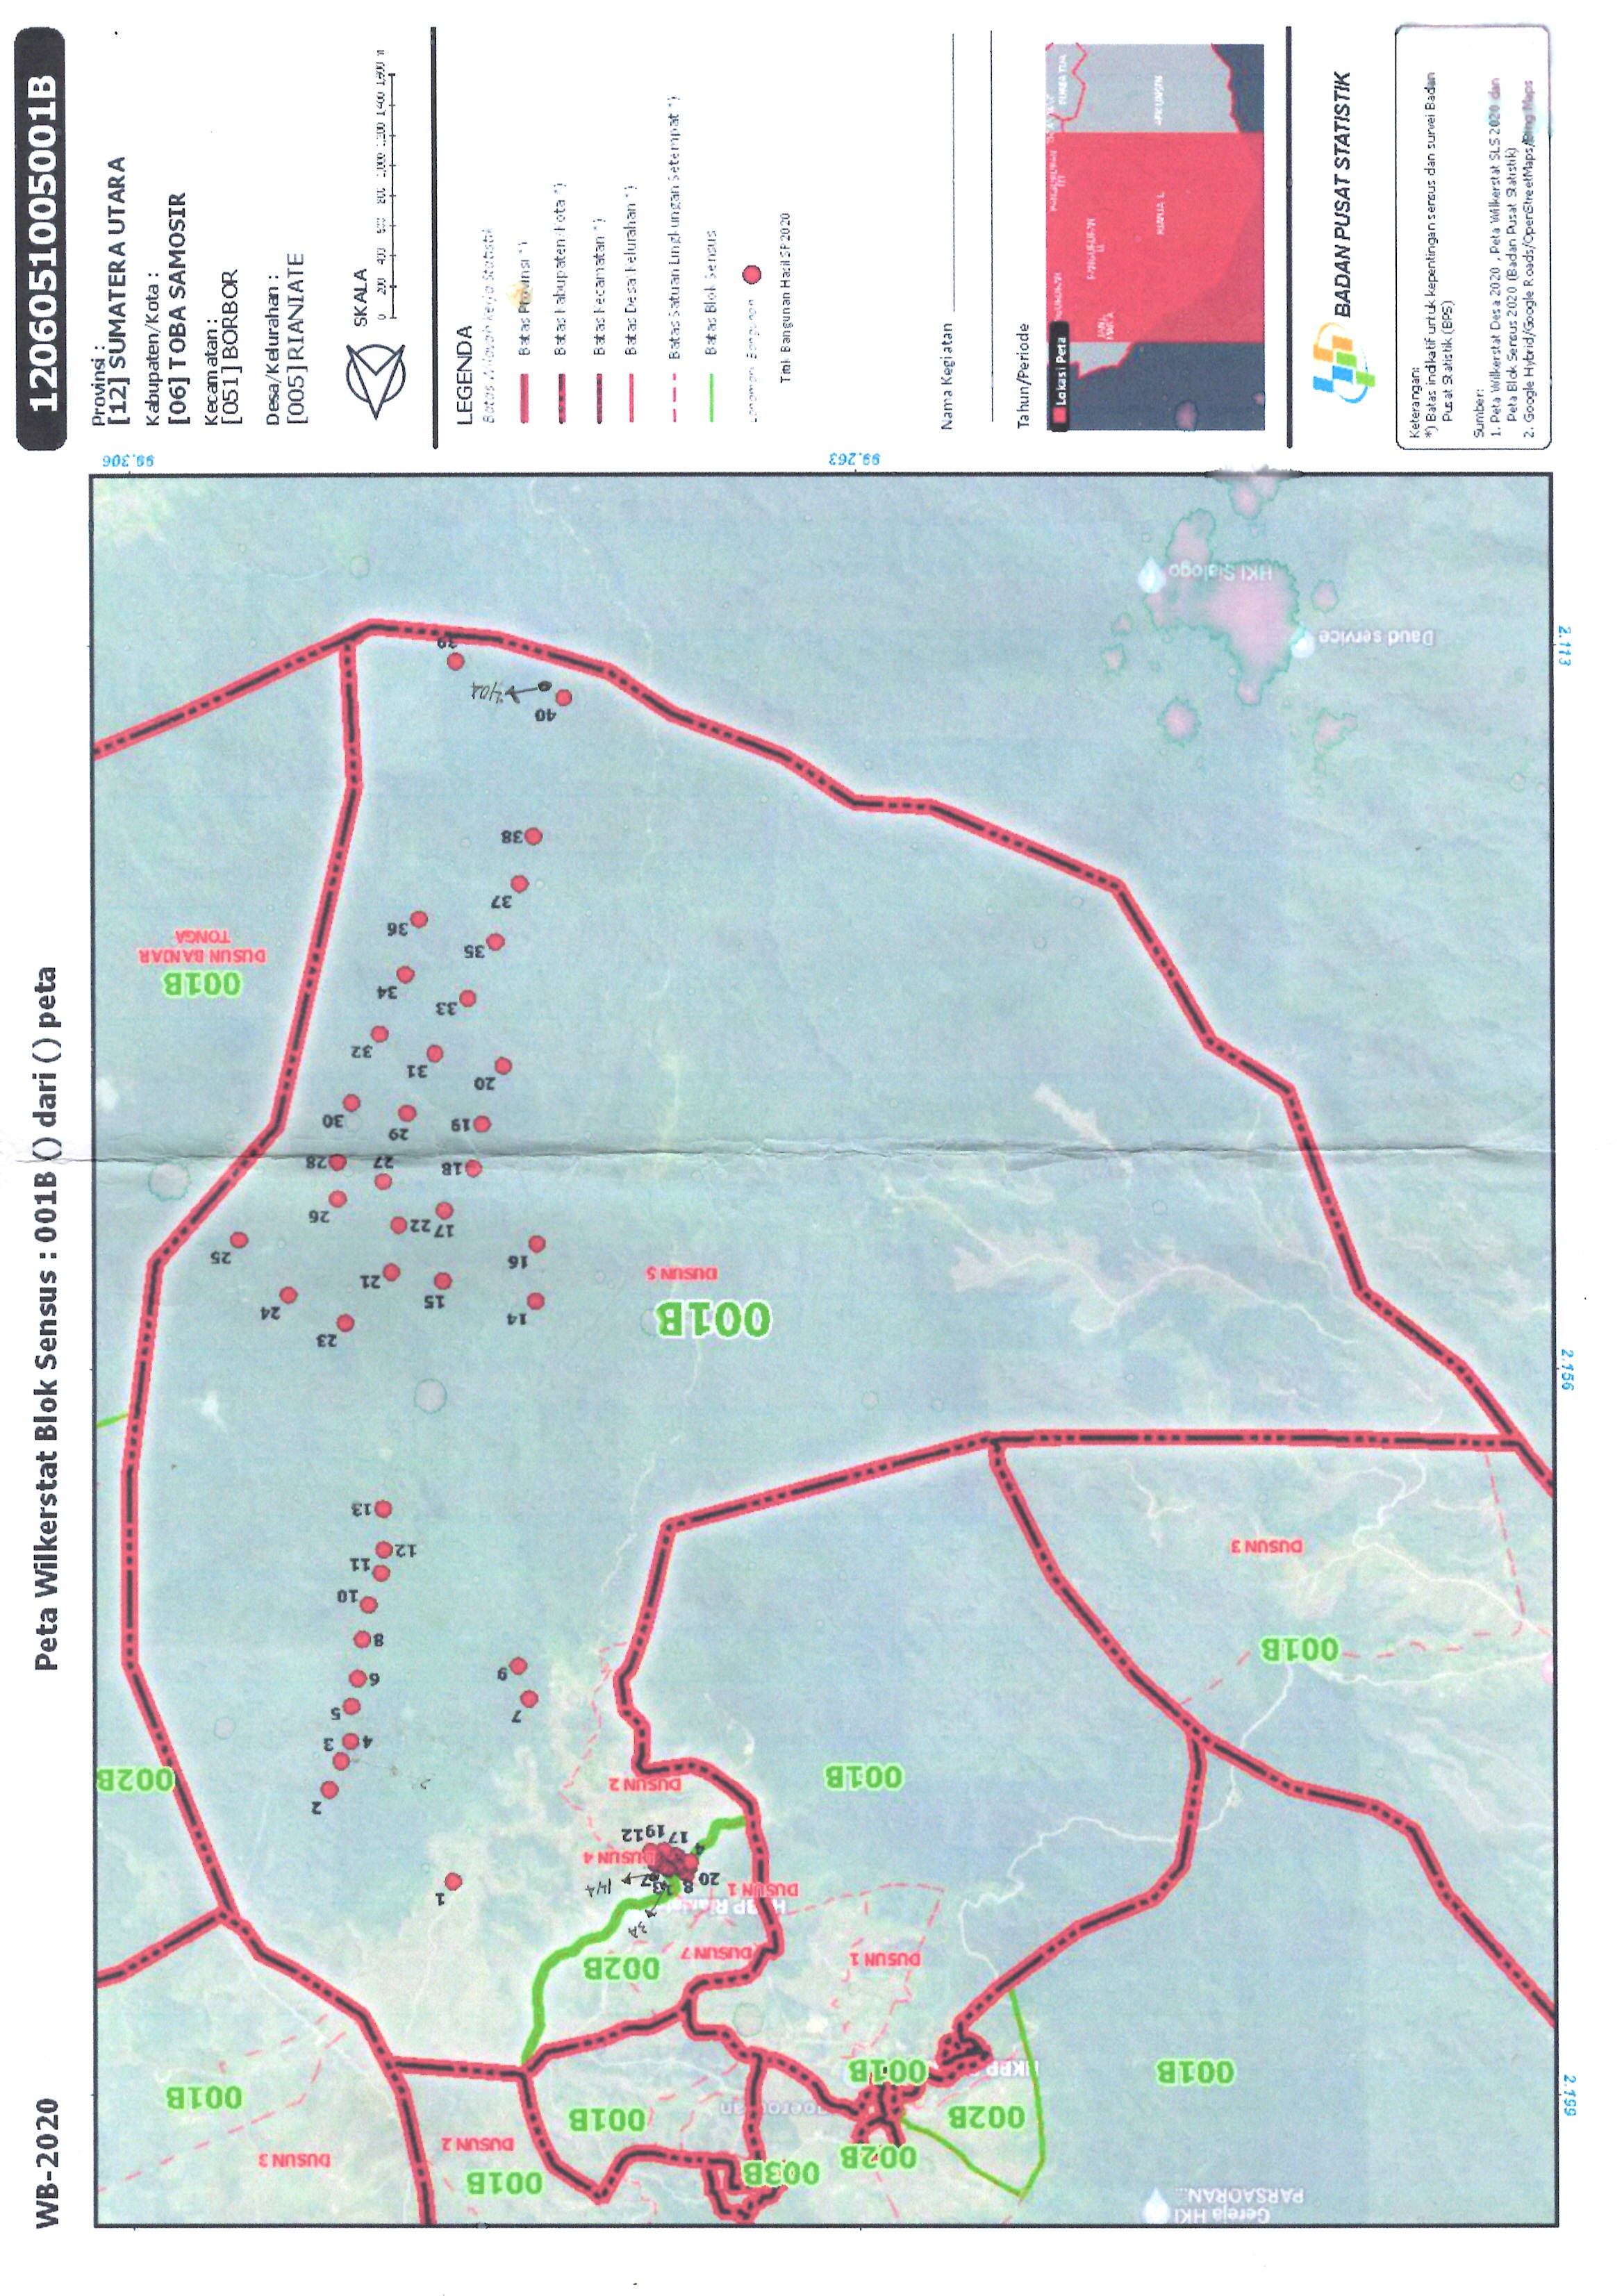 WB-2020
Peta Wilkerstat Blok Sensus : 001B () dari () peta
1206051005001B
Provinsi :
[12] SUMATERA UTARA
Kabupaten/Kota :
[06] TOBA SAMOSIR
Kecamatan :
[051] BORBOR
Desa/Kelurahan :
[005] RIANIATE
SKALA
0 200 400 600 800 1,000 1,200 1,400 1,600 m
LEGENDA
Batas Wilayah Kerja Statistik
Batas Provinsi *)
Batas Kabupaten/Kota *)
Batas Kecamatan *)
Batas Desa/Kelurahan *)
Batas Satuan Lingkungan Setempat *)
Batas Blok Sensus
Landmark Bangunan
Titik Bangunan Hasil SP2020
Nama Kegiatan
Tahun/Periode
Lokasi Peta
BADAN PUSAT STATISTIK
Keterangan:
*) Batas indikatif untuk kepentingan sensus dan survei Badan
Pusat Statistik (BPS)
Sumber:
1. Peta Wilkerstat Desa 2020 , Peta Wilkerstat SLS 2020 dan
Peta Blok Sensus 2020 (Badan Pusat Statistik)
2. Google Hybrid/Google Roads/OpenStreetMaps/Bing Maps
99.306
99.263
2.199
2.156
2.113
001B
DUSUN 3
002B
001B
DUSUN BANJAR
TONGA
001B
DUSUN 2
001B
002B
DUSUN 4
DUSUN 2
DUSUN 7
DUSUN 1
003B
002B
001B
DUSUN 1
002B
HKBP
001B
001B
DUSUN 5
001B
Gereja HKI
PARSAORAN...
001B
DUSUN 3
HKI Sialogo
Daud service
1
2
3
4
5
6
7
8
9
10
11
12
13
14
15
16
17
18
19
20
21
22
23
24
25
26
27
28
29
30
31
32
33
34
35
36
37
38
39
40
20
8
4
17
19
12